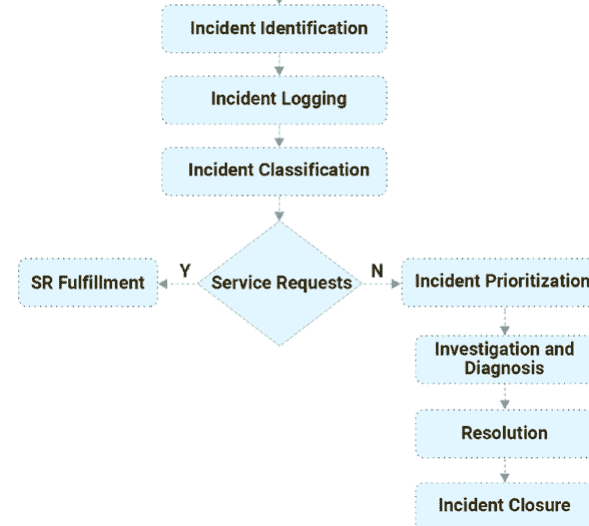 Incident Identification
Incident Logging
Incident Classification
Y
N
SR Fulfillment
Service Requests
Incident Prioritization
Investigation and
Diagnosis
Resolution
Incident Closure